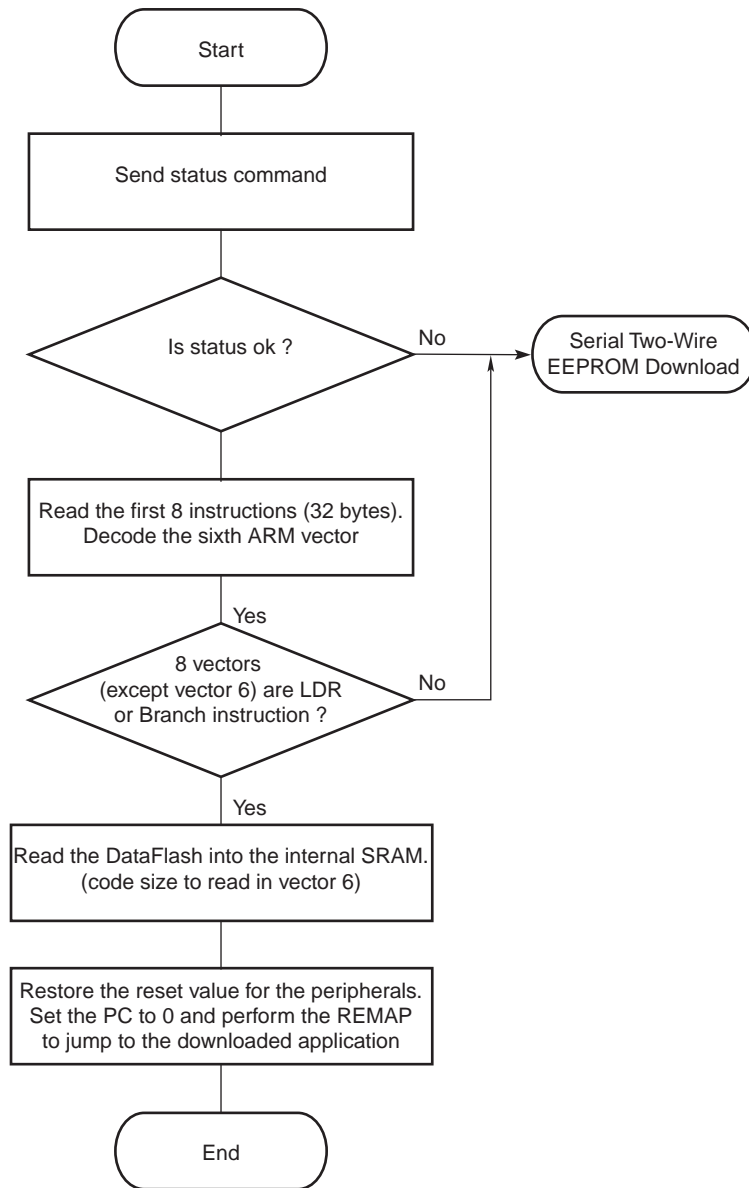 Start
Send status command
Is status ok ?
No
Serial Two-Wire
EEPROM Download
Read the first 8 instructions (32 bytes).
Decode the sixth ARM vector
Yes
8 vectors
(except vector 6) are LDR
or Branch instruction ?
No
Yes
Read the DataFlash into the internal SRAM.
(code size to read in vector 6)
Restore the reset value for the peripherals.
Set the PC to 0 and perform the REMAP
to jump to the downloaded application
End